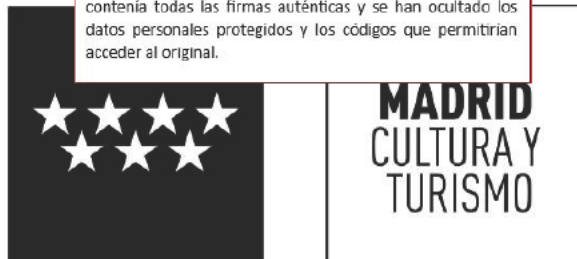 contenía todas las firmas auténticas y se han ocultado los
datos personales protegidos y los códigos que permitirían
acceder al original.
MADRID
CULTURA Y
TURISMO